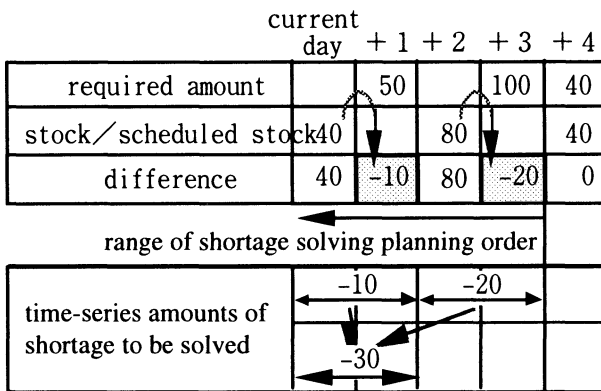 current
day +1 +2 +3 +4
required amount 50 100 40
stock/scheduled stock 40 80 40
difference 40 -10 80 -20 0
range of shortage solving planning order
-10 -20
time-series amounts of
shortage to be solved
-30